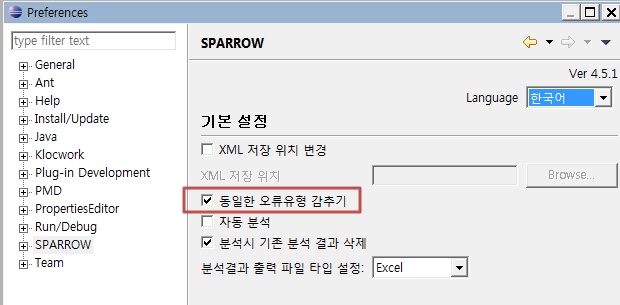 Preferences
type filter text
General
Ant
Help
Install/Update
Java
Klocwork
Plug-in Development
PMD
PropertiesEditor
Run/Debug
SPARROW
Team
SPARROW
Ver 4.5.1
Language 한국어
기본 설정
XML 저장 위치 변경
XML 저장 위치 Browse...
동일한 오류유형 감추기
자동 분석
분석시 기존 분석 결과 삭제
분석결과 출력 파일 타입 설정: Excel